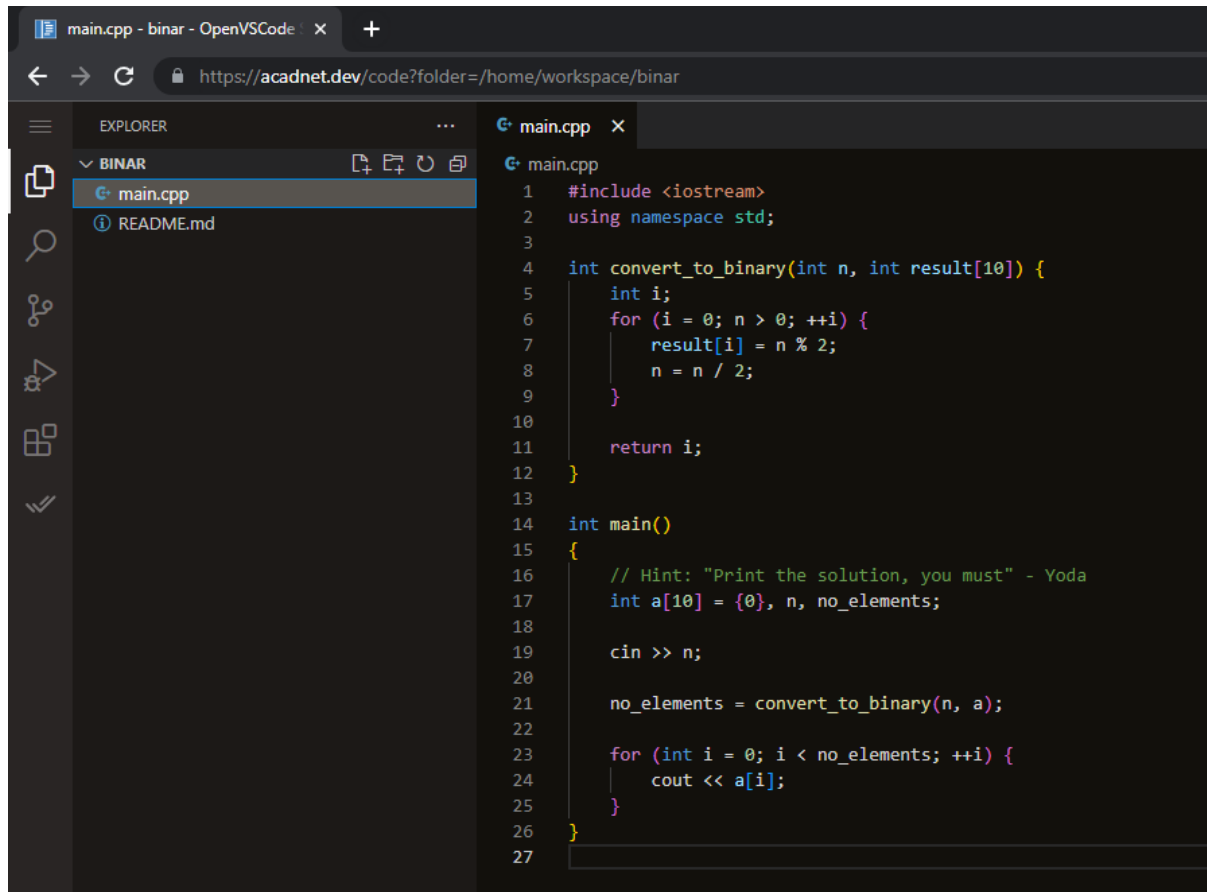 main.cpp - binar - OpenVSCode S
https://acadnet.dev/code?folder=/home/workspace/binar
EXPLORER
BINAR
main.cpp
README.md
main.cpp
main.cpp
1 #include <iostream>
2 using namespace std;
3
4 int convert_to_binary(int n, int result[10]) {
5 int i;
6 for (i = 0; n > 0; ++i) {
7 result[i] = n % 2;
8 n = n / 2;
9 }
10
11 return i;
12 }
13
14 int main()
15 {
16 // Hint: "Print the solution, you must" - Yoda
17 int a[10] = {0}, n, no_elements;
18
19 cin >> n;
20
21 no_elements = convert_to_binary(n, a);
22
23 for (int i = 0; i < no_elements; ++i) {
24 cout << a[i];
25 }
26 }
27